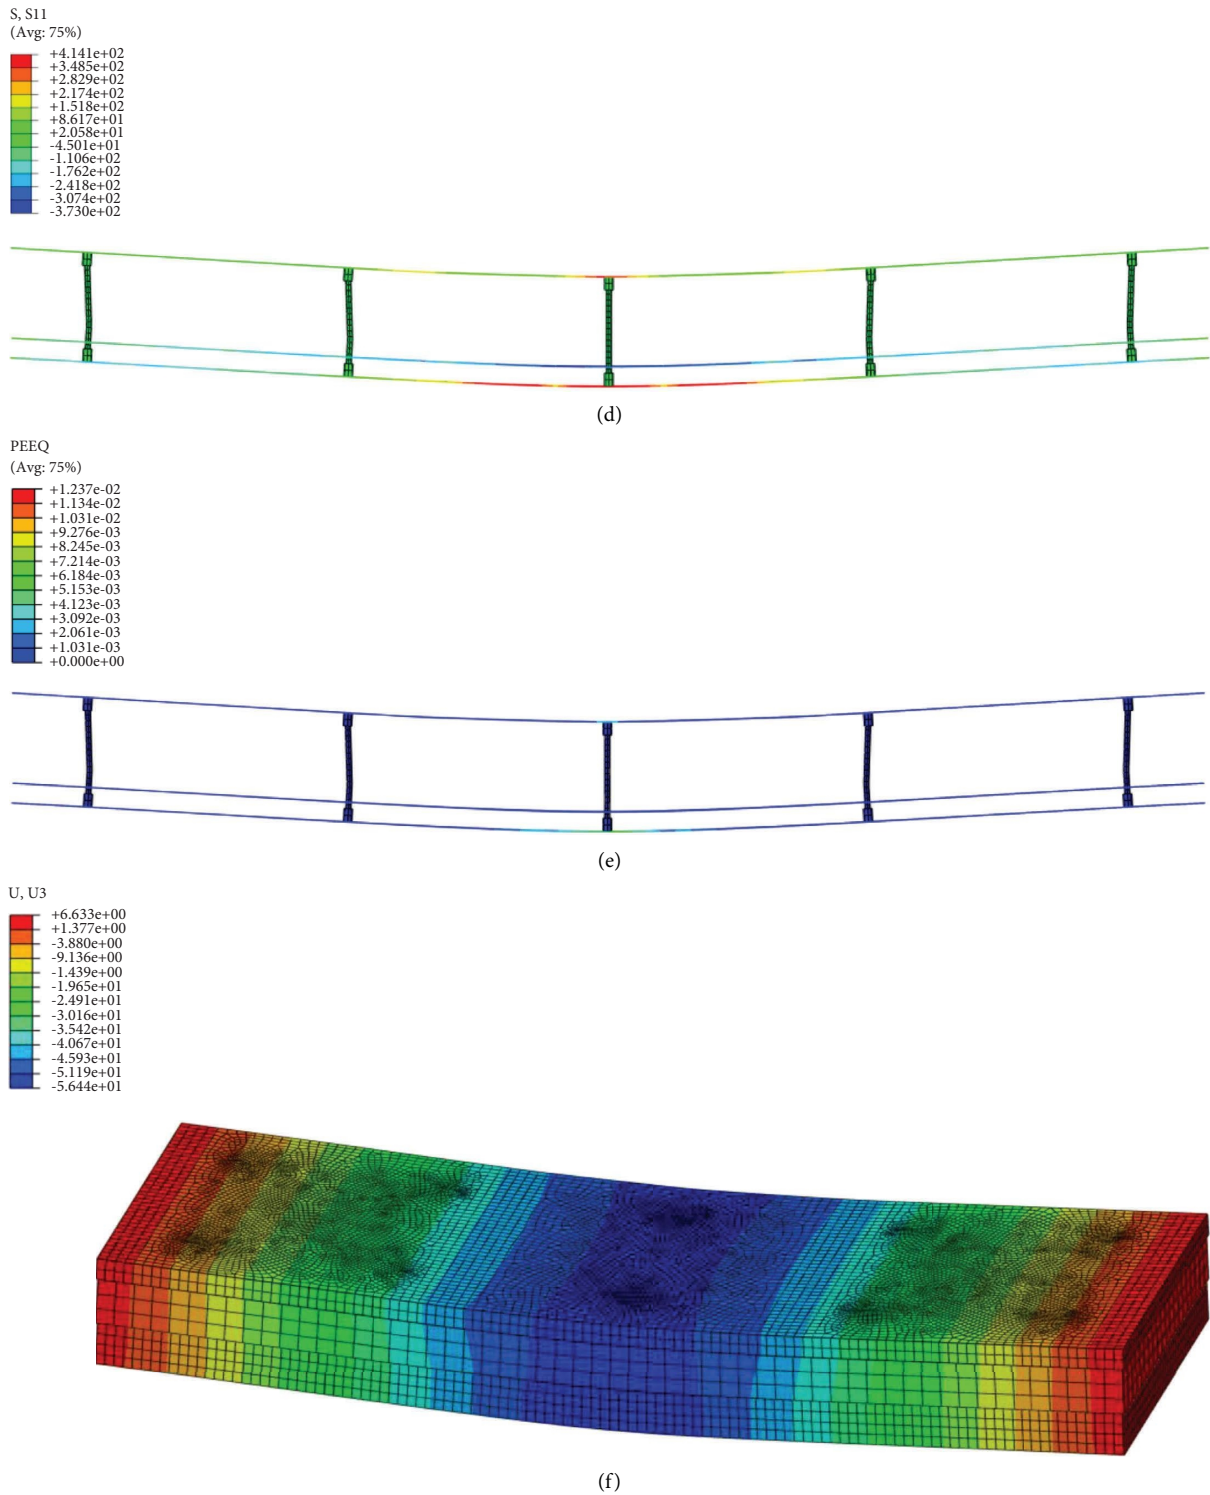 S, S11
(Avg: 75%)
+4.141e+02
+3.485e+02
+2.829e+02
+2.174e+02
+1.518e+02
+8.617e+01
+2.058e+01
-4.501e+01
-1.106e+02
-1.762e+02
-2.418e+02
-3.074e+02
-3.730e+02
(d)
PEEQ
(Avg: 75%)
+1.237e-02
+1.134e-02
+1.031e-02
+9.276e-03
+8.245e-03
+7.214e-03
+6.184e-03
+5.153e-03
+4.123e-03
+3.092e-03
+2.061e-03
+1.031e-03
+0.000e+00
(e)
U, U3
+6.633e+00
+1.377e+00
-3.880e+00
-9.136e+00
-1.439e+00
-1.965e+01
-2.491e+01
-3.016e+01
-3.542e+01
-4.067e+01
-4.593e+01
-5.119e+01
-5.644e+01
(f)